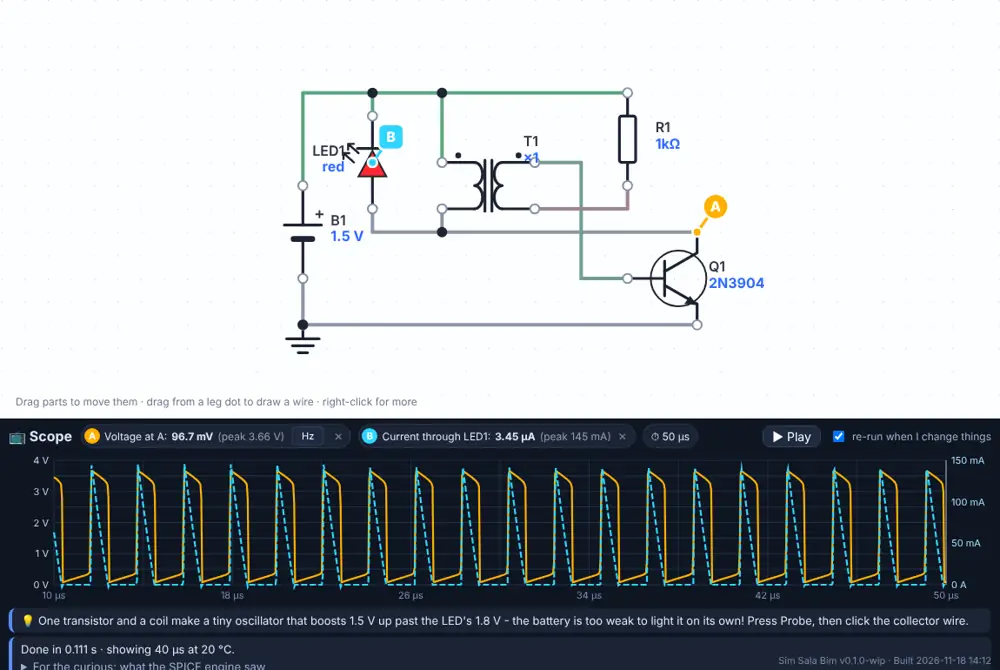 B
LED1
red
T1
×1
R1
1kΩ
A
+
B1
1.5 V
Q1
2N3904
Drag parts to move them · drag from a leg dot to draw a wire · right-click for more
Scope
A Voltage at A: 96.7 mV (peak 3.66 V) Hz ×
B Current through LED1: 3.45 µA (peak 145 mA) ×
50 µs
Play
re-run when I change things
4 V
3 V
2 V
1 V
0 V
150 mA
100 mA
50 mA
0 A
10 µs 18 µs 26 µs 34 µs 42 µs 50 µs
One transistor and a coil make a tiny oscillator that boosts 1.5 V up past the LED's 1.8 V - the battery is too weak to light it on its own! Press Probe, then click the collector wire.
Done in 0.111 s · showing 40 µs at 20 °C.
For the curious: what the SPICE engine saw
Sim Sala Bim v0.1.0-wip · Built 2026-11-18 14:12